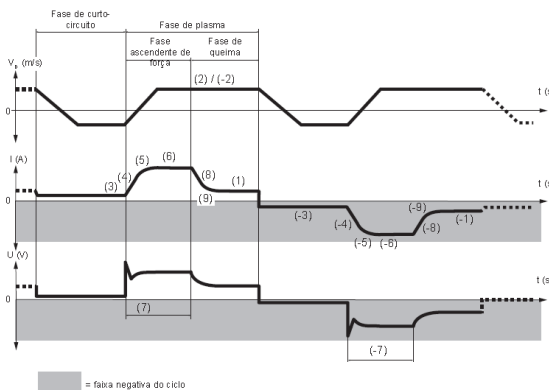 Fase de curto-
circuito
Fase de plasma
Fase
ascendente de
força
Fase de
queima
Vp (m/s)
(2) / (-2)
t (s
0
I (A)
(5)
(6)
(4)
(8)
(1)
t (s
(3)
(9)
0
(-3)
(-4)
(-9)
(-1)
(-8)
(-5)
(-6)
U (V)
t (s
0
(7)
(-7)
= faixa negativa do ciclo